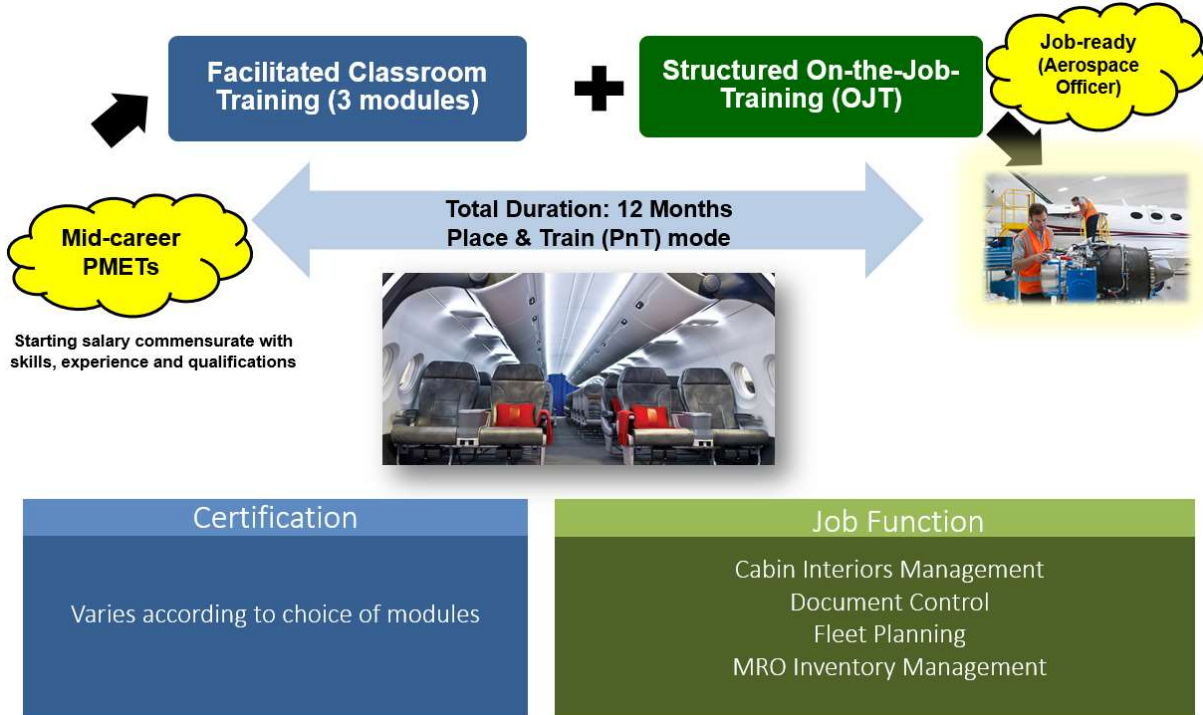 Facilitated Classroom
Training (3 modules)
Structured On-the-Job-
Training (OJT)
Job-ready
(Aerospace
Officer)
Total Duration: 12 Months
Place & Train (PnT) mode
Mid-career
PMETs
Starting salary commensurate with
skills, experience and qualifications
Certification
Varies according to choice of modules
Job Function
Cabin Interiors Management
Document Control
Fleet Planning
MRO Inventory Management